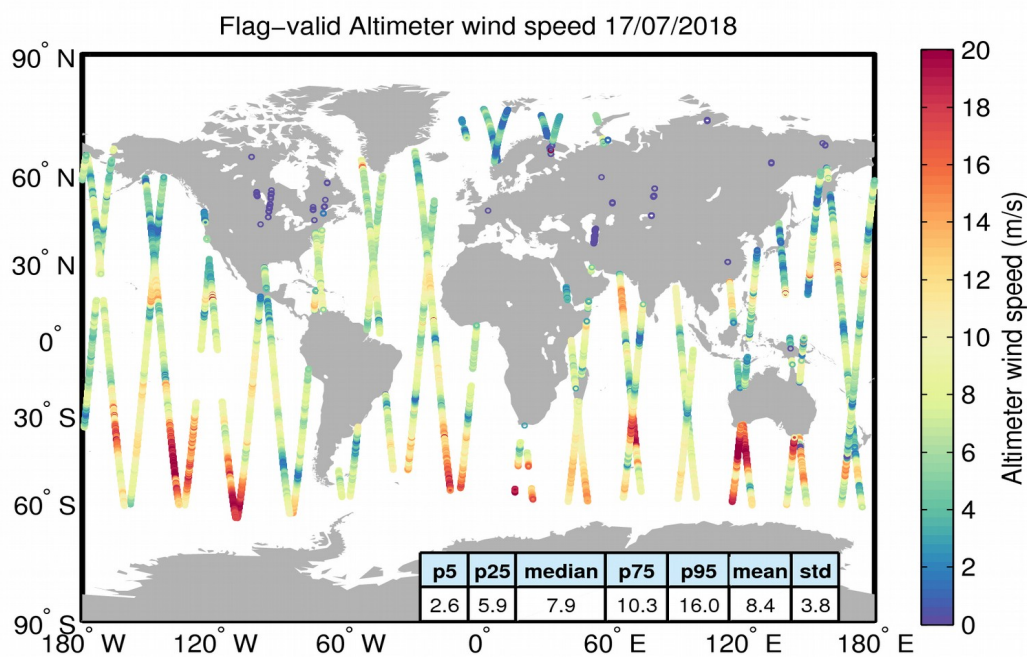 Flag−valid Altimeter wind speed 17/07/2018
90° N
60° N
30° N
0°
30° S
60° S
90° S
180° W 120° W 60° W 0° 60° E 120° E 180° E
p5 p25 median p75 p95 mean std
2.6 5.9 7.9 10.3 16.0 8.4 3.8
20
18
16
14
12
10
8
6
4
2
0
Altimeter wind speed (m/s)